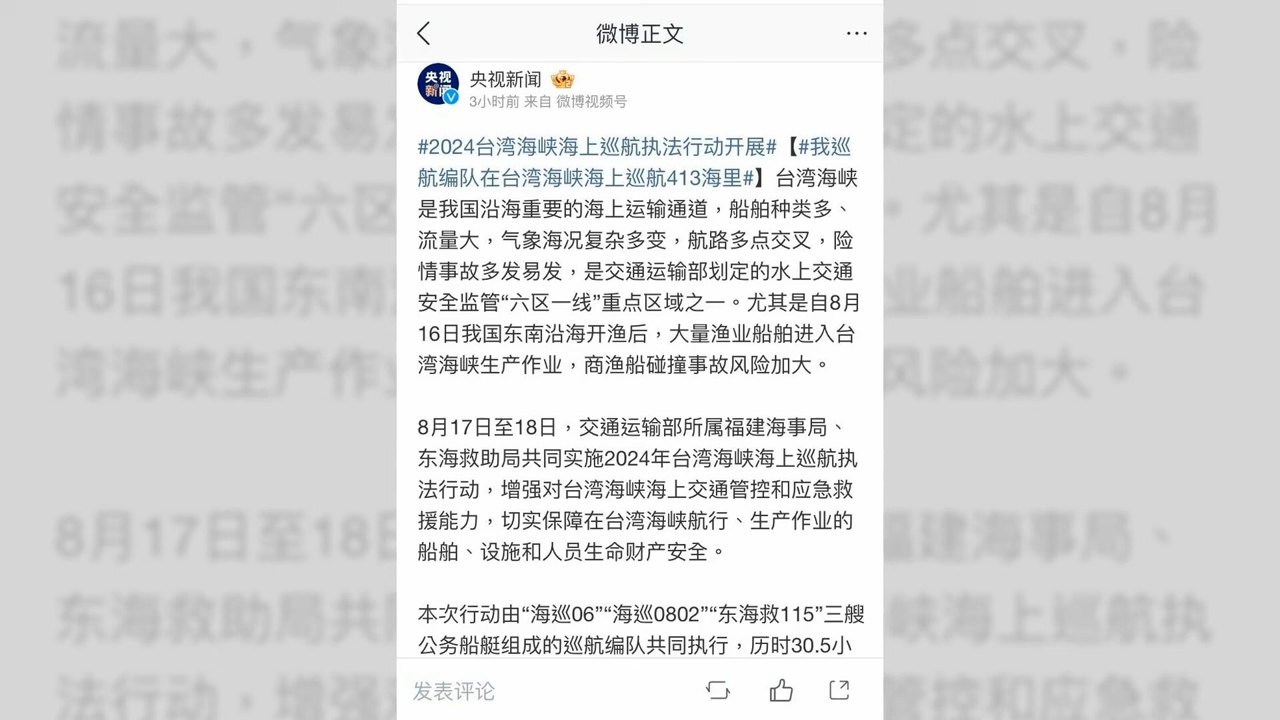 微博正文
央视新闻
央视
新闻
3小时前 来自 微博视频号
#2024台湾海峡海上巡航执法行动开展#【#我巡
航编队在台湾海峡海上巡航413海里#】台湾海峡
是我国沿海重要的海上运输通道，船舶种类多、
流量大，气象海况复杂多变，航路多点交叉，险
情事故多发易发，是交通运输部划定的水上交通
安全监管“六区一线”重点区域之一。尤其是自8月
16日我国东南沿海开渔后，大量渔业船舶进入台
湾海峡生产作业，商渔船碰撞事故风险加大。
8月17日至18日，交通运输部所属福建海事局、
东海救助局共同实施2024年台湾海峡海上巡航执
法行动，增强对台湾海峡海上交通管控和应急救
援能力，切实保障在台湾海峡航行、生产作业的
船舶、设施和人员生命财产安全。
本次行动由“海巡06”“海巡0802”“东海救115”三艘
公务船艇组成的巡航编队共同执行，历时30.5小
发表评论